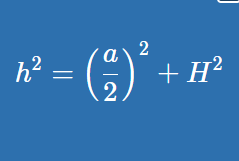 h² = (a/2)² + H²